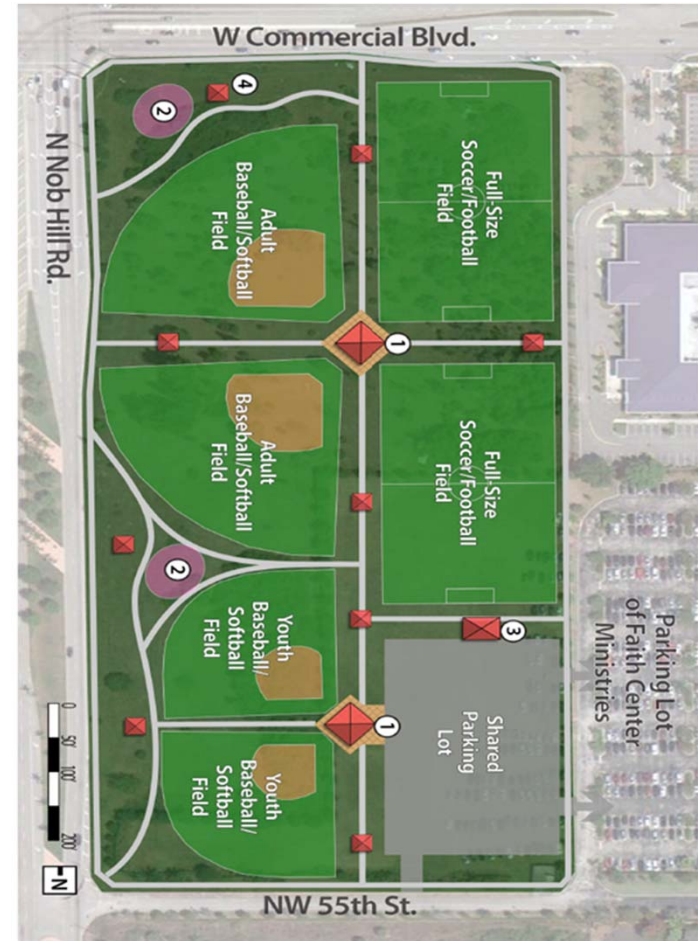 W Commercial Blvd.
N Nob Hill Rd.
4
2
Adult
Baseball/Softball
Field
Full-Size
Soccer/Football
Field
1
Adult
Baseball/Softball
Field
Full-Size
Soccer/Football
Field
2
Youth
Baseball/
Softball
Field
3
Parking Lot
of Faith Center
Ministries
1
Shared
Parking
Lot
Youth
Baseball/
Softball
Field
0
50
100
200
N
NW 55th St.